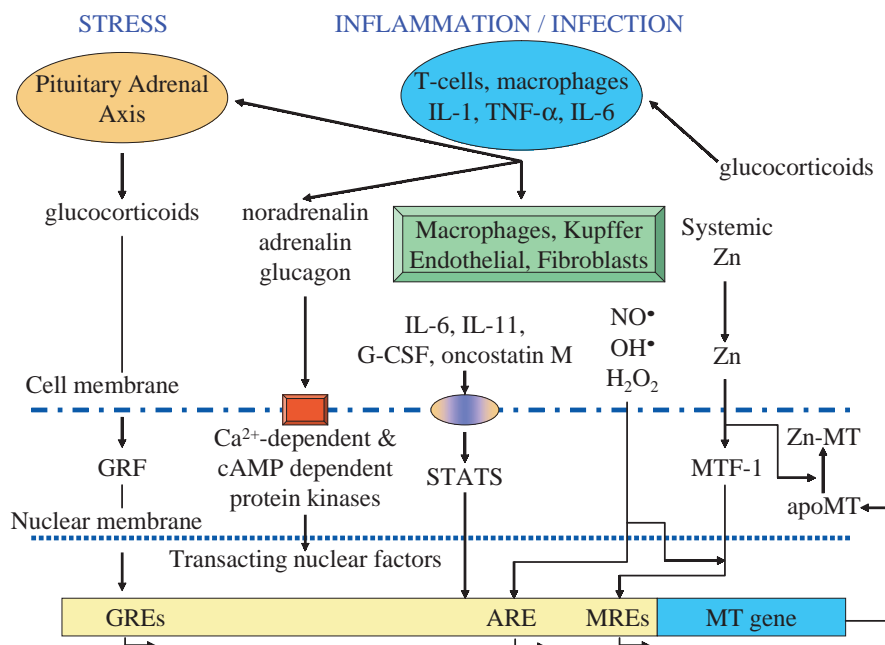 STRESS
INFLAMMATION / INFECTION
Pituitary Adrenal
Axis
T-cells, macrophages
IL-1, TNF-α, IL-6
glucocorticoids
glucocorticoids
noradrenalin
adrenalin
glucagon
Macrophages, Kupffer
Endothelial, Fibroblasts
Systemic
Zn
IL-6, IL-11,
G-CSF, oncostatin M
NO•
OH•
H₂O₂
Zn
Cell membrane
GRF
Ca²⁺-dependent &
cAMP dependent
protein kinases
STATS
MTF-1
Zn-MT
apoMT
Nuclear membrane
Transacting nuclear factors
GREs
ARE
MREs
MT gene